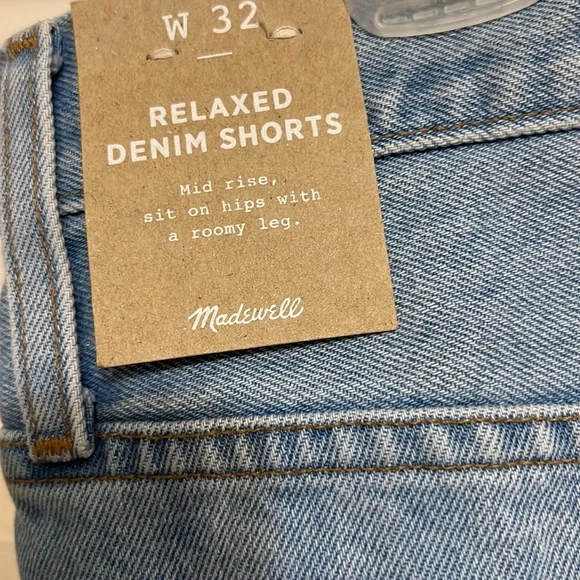 W 32
RELAXED
DENIM SHORTS
Mid rise,
sit on hips with
a roomy leg.
Madewell